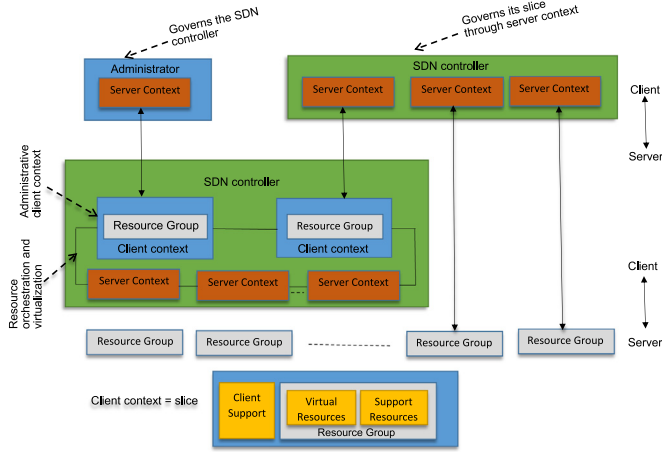 Governs the SDN
controller
Governs its slice
through server context
Administrator
Server Context
SDN controller
Server Context
Server Context
Server Context
Client
Server
SDN controller
Administrative
client context
Resource Group
Client context
Resource Group
Client context
Resource
orchestration and
virtualization
Server Context
Server Context
Server Context
Client
Server
Resource Group
Resource Group
Resource Group
Resource Group
Client context = slice
Client
Support
Virtual
Resources
Support
Resources
Resource Group